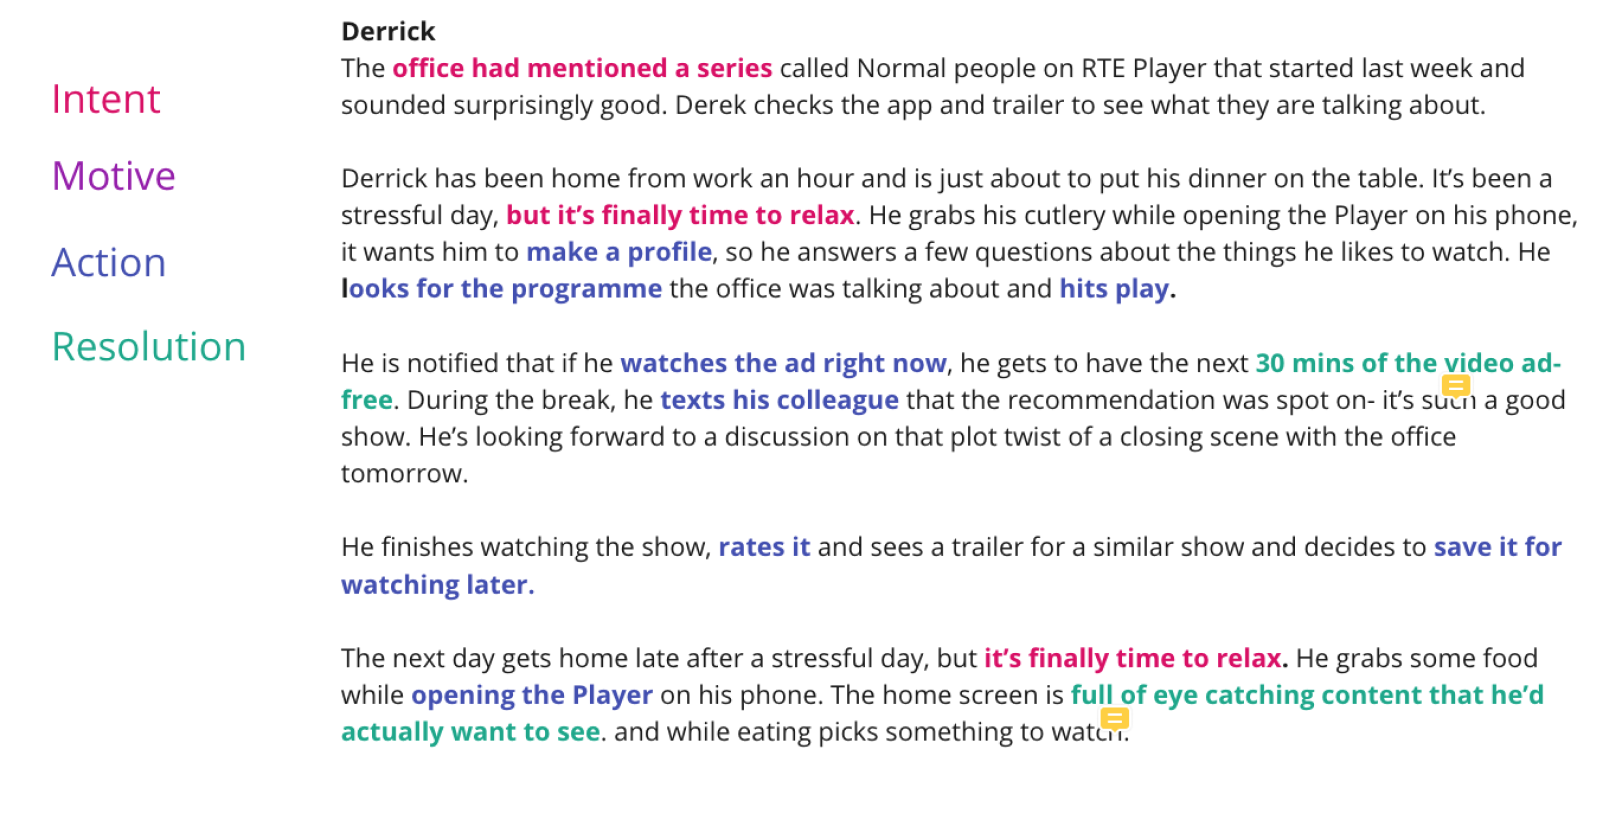 Intent
Motive
Action
Resolution
Derrick
The office had mentioned a series called Normal people on RTE Player that started last week and
sounded surprisingly good. Derek checks the app and trailer to see what they are talking about.
Derrick has been home from work an hour and is just about to put his dinner on the table. It’s been a
stressful day, but it’s finally time to relax. He grabs his cutlery while opening the Player on his phone,
it wants him to make a profile, so he answers a few questions about the things he likes to watch. He
looks for the programme the office was talking about and hits play.
He is notified that if he watches the ad right now, he gets to have the next 30 mins of the video ad-
free. During the break, he texts his colleague that the recommendation was spot on- it’s such a good
show. He’s looking forward to a discussion on that plot twist of a closing scene with the office
tomorrow.
He finishes watching the show, rates it and sees a trailer for a similar show and decides to save it for
watching later.
The next day gets home late after a stressful day, but it’s finally time to relax. He grabs some food
while opening the Player on his phone. The home screen is full of eye catching content that he’d
actually want to see. and while eating picks something to watch.